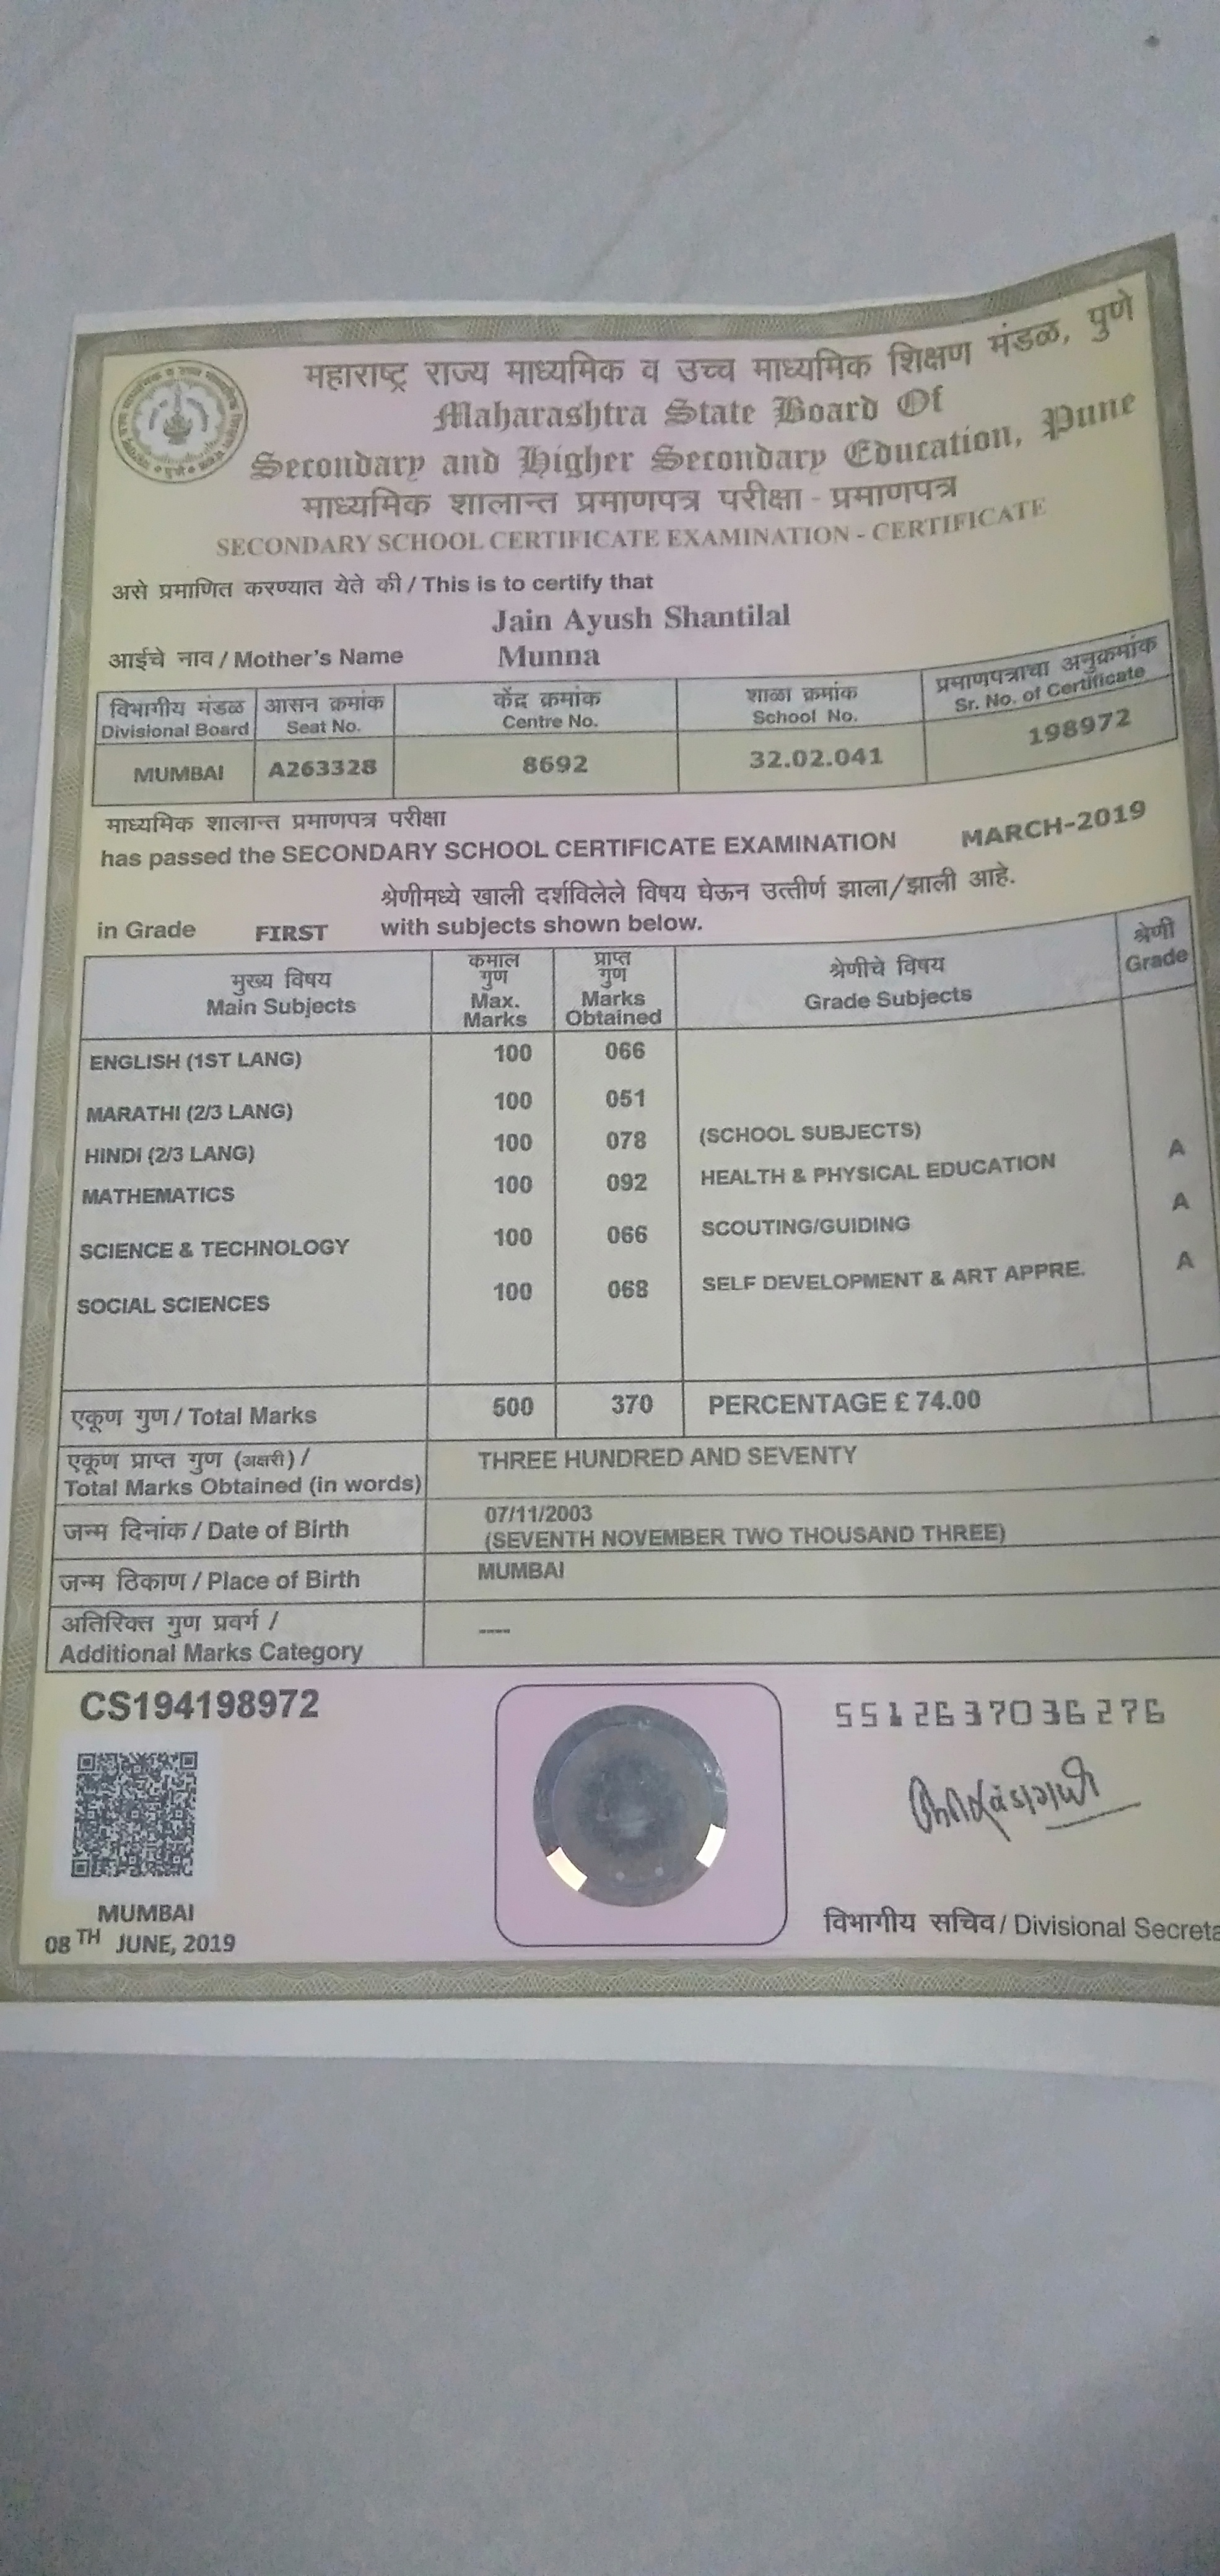 महाराष्ट्र राज्य माध्यमिक व उच्च माध्यमिक शिक्षण मंडळ, पुणे
Maharashtra State Board Of
Secondary and Higher Secondary Education, Pune
माध्यमिक शालान्त प्रमाणपत्र परीक्षा - प्रमाणपत्र
SECONDARY SCHOOL CERTIFICATE EXAMINATION - CERTIFICATE
असे प्रमाणित करण्यात येते की / This is to certify that
Jain Ayush Shantilal
आईचे नाव / Mother's Name Munna
विभागीय मंडळ आसन क्रमांक केंद्र क्रमांक शाळा क्रमांक प्रमाणपत्राचा अनुक्रमांक
Divisional Board Seat No. Centre No. School No. Sr. No. of Certificate
MUMBAI A263328 8692 32.02.041 198972
माध्यमिक शालान्त प्रमाणपत्र परीक्षा
has passed the SECONDARY SCHOOL CERTIFICATE EXAMINATION MARCH-2019
श्रेणीमध्ये खाली दर्शविलेले विषय घेऊन उत्तीर्ण झाला/झाली आहे.
in Grade FIRST with subjects shown below.
मुख्य विषय कमाल गुण प्राप्त गुण श्रेणीचे विषय श्रेणी
Main Subjects Max. Marks Marks Obtained Grade Subjects Grade
ENGLISH (1ST LANG) 100 066
MARATHI (2/3 LANG) 100 051
HINDI (2/3 LANG) 100 078 (SCHOOL SUBJECTS)
MATHEMATICS 100 092 HEALTH & PHYSICAL EDUCATION A
SCIENCE & TECHNOLOGY 100 066 SCOUTING/GUIDING A
SOCIAL SCIENCES 100 068 SELF DEVELOPMENT & ART APPRE. A
एकूण गुण / Total Marks 500 370 PERCENTAGE £ 74.00
एकूण प्राप्त गुण (अक्षरी) /
Total Marks Obtained (in words) THREE HUNDRED AND SEVENTY
जन्म दिनांक / Date of Birth 07/11/2003
(SEVENTH NOVEMBER TWO THOUSAND THREE)
जन्म ठिकाण / Place of Birth MUMBAI
अतिरिक्त गुण प्रवर्ग /
Additional Marks Category ----
CS194198972
5512637036276
MUMBAI
08 TH JUNE, 2019
विभागीय सचिव / Divisional Secreta